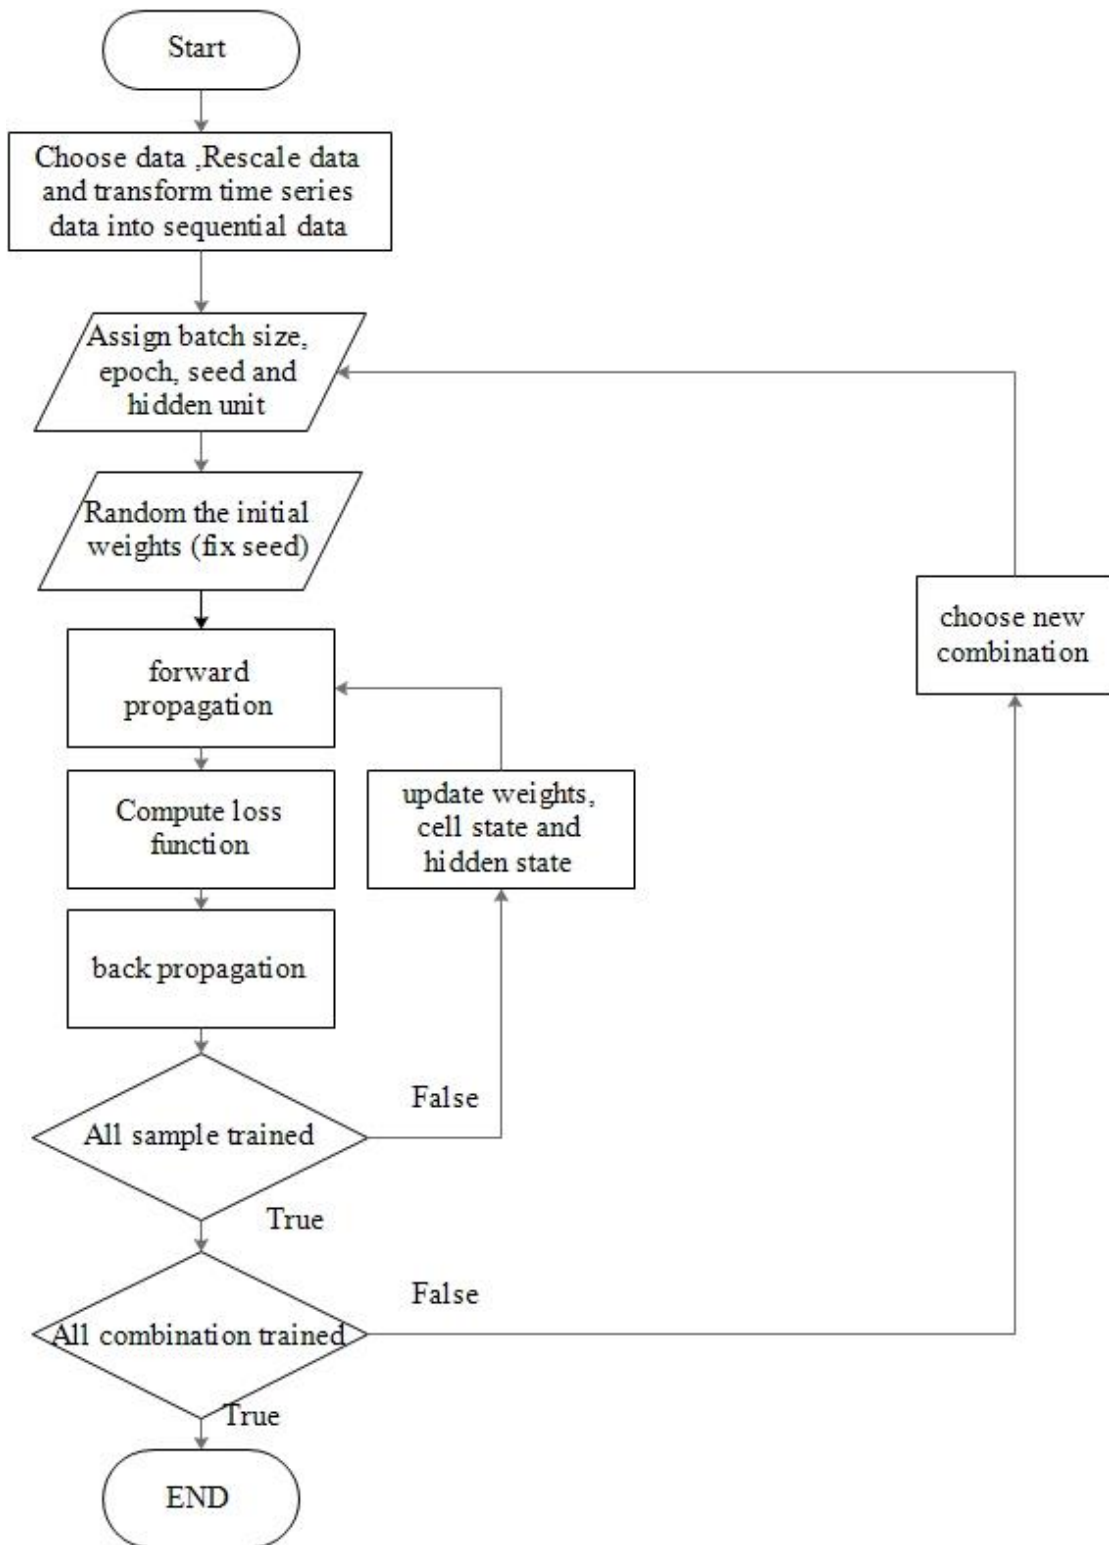 Start
Choose data ,Rescale data
and transform time series
data into sequential data
Assign batch size,
epoch, seed and
hidden unit
Random the initial
weights (fix seed)
forward
propagation
choose new
combination
Compute loss
function
update weights,
cell state and
hidden state
back propagation
All sample trained
False
True
All combination trained
False
True
END